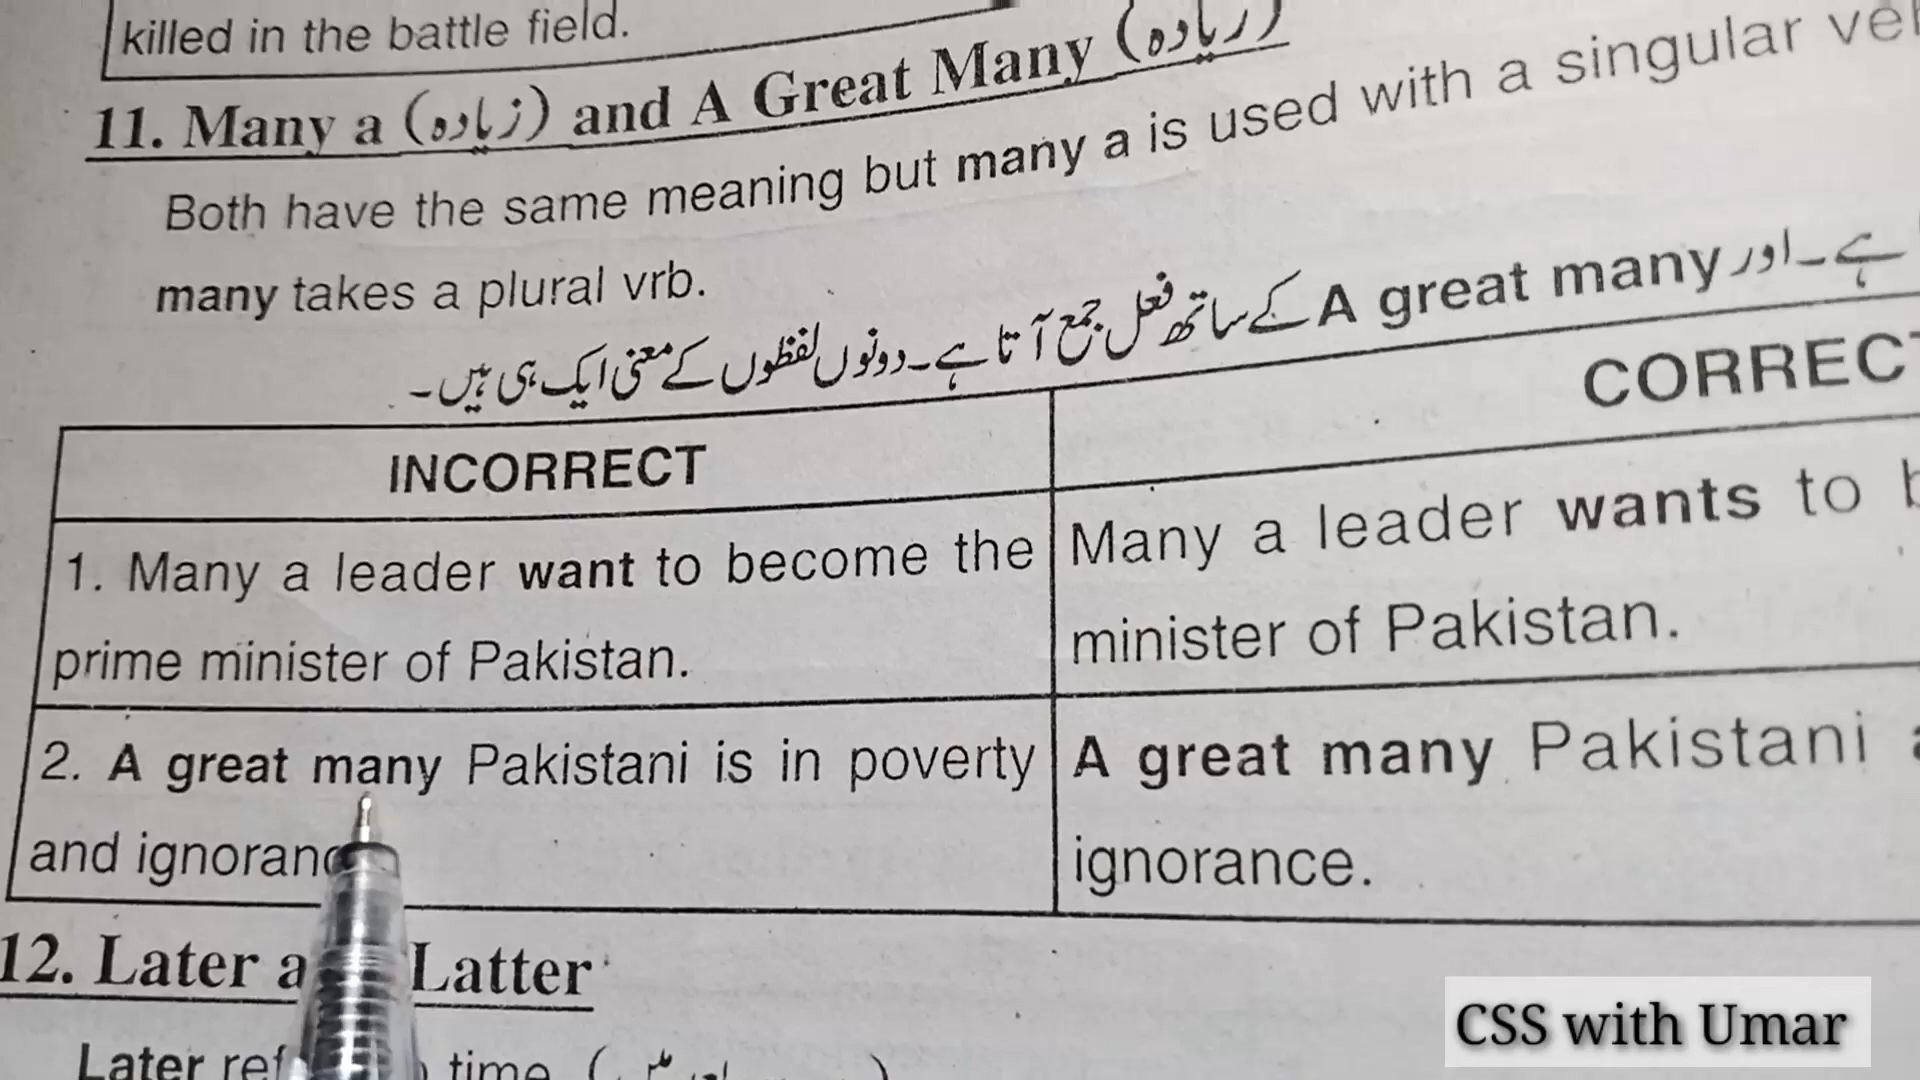 killed in the battle field.
11. Many a (زیادہ) and A Great Many (زیادہ)
Both have the same meaning but many a is used with a singular
many takes a plural vrb.
ہے۔ اور A great many کے ساتھ فعل جمع آتا ہے۔ دونوں لفظوں کے معنی ایک ہی ہیں۔
INCORRECT
CORRECT
1. Many a leader want to become the
prime minister of Pakistan.
Many a leader wants to
minister of Pakistan.
2. A great many Pakistani is in poverty
and
A great many Pakistani
ignorance.
12. Later Latter
Later time
CSS with Umar